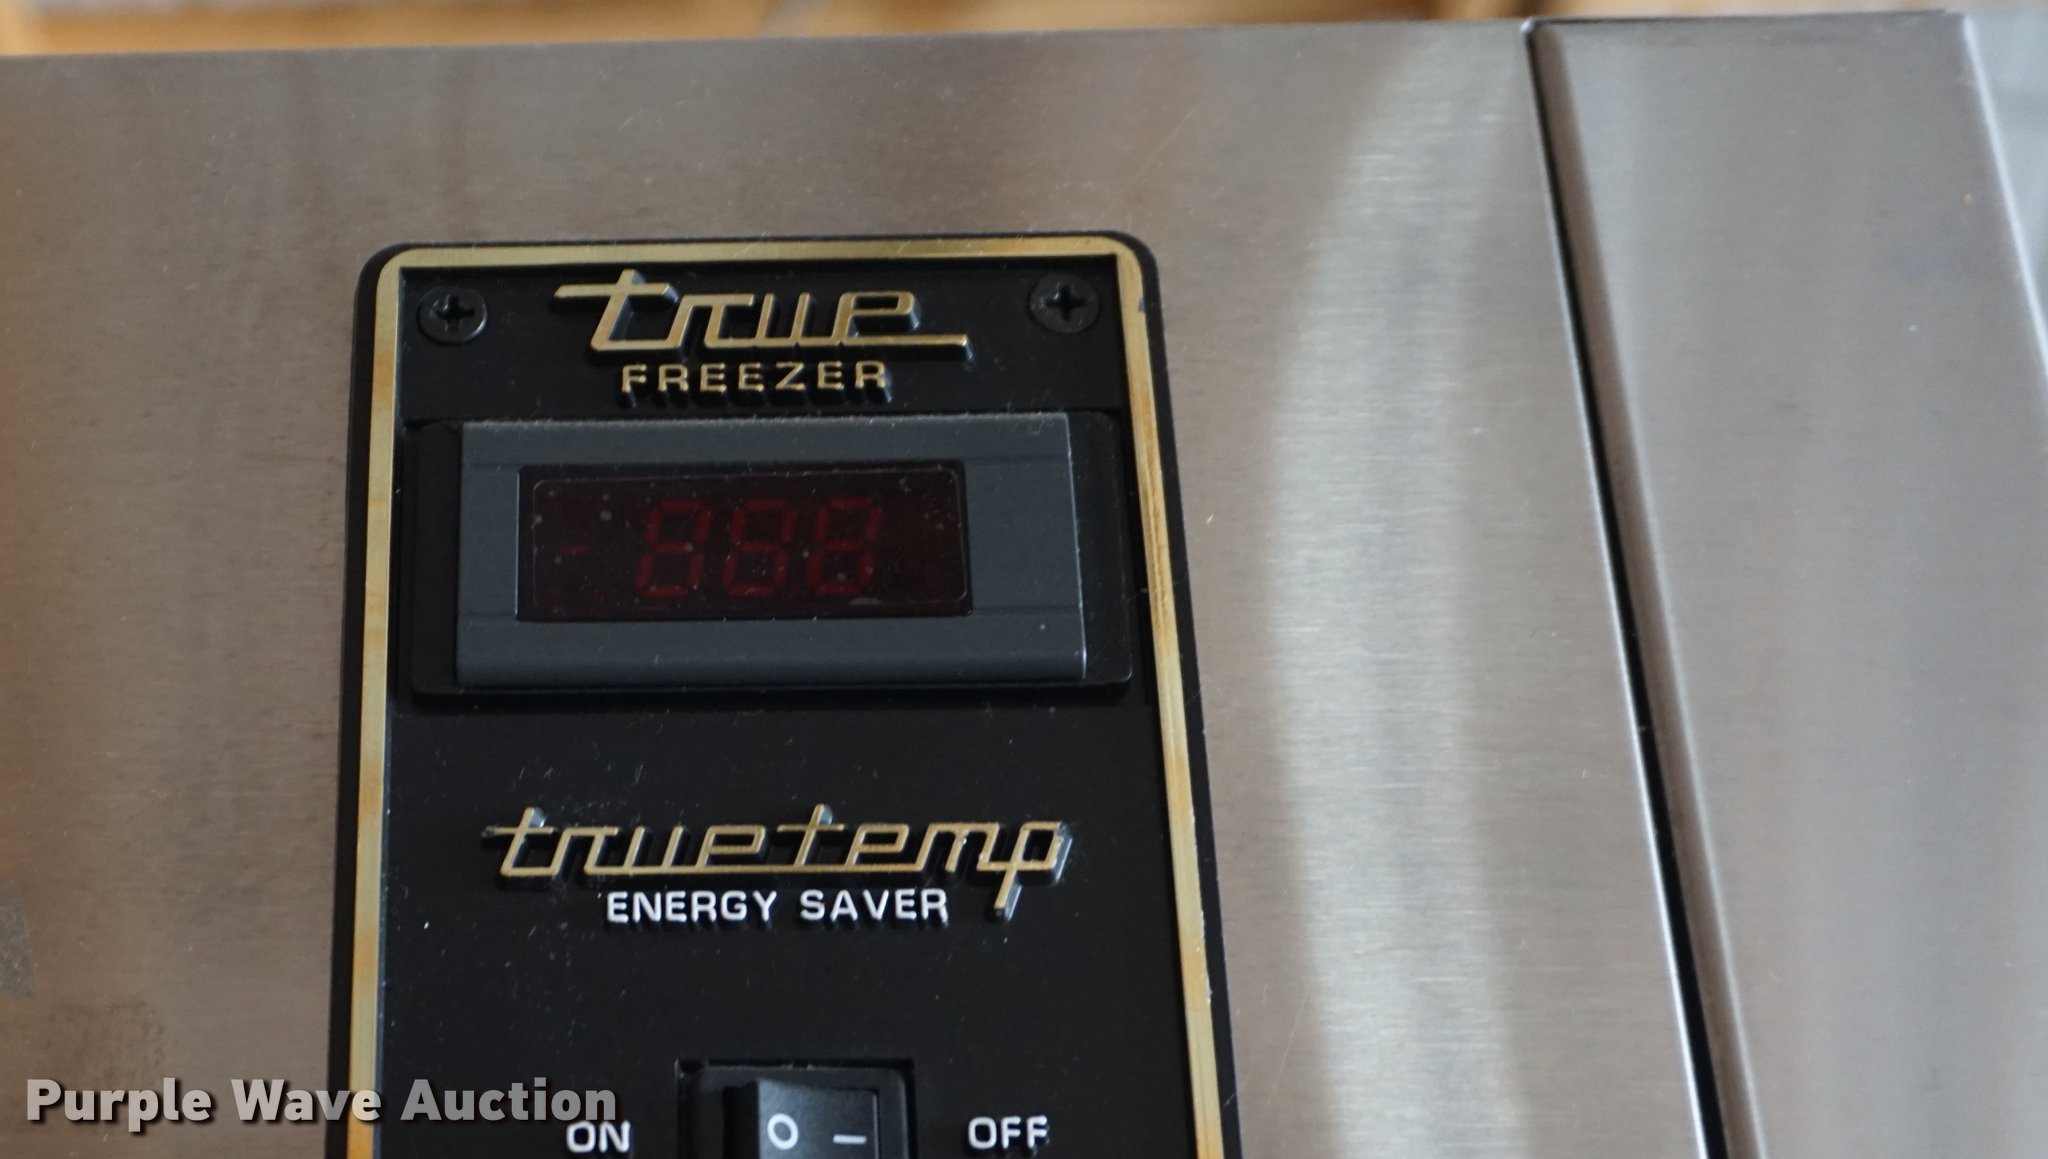 true
FREEZER
-888
truetemp
ENERGY SAVER
ON O — OFF
Purple Wave Auction